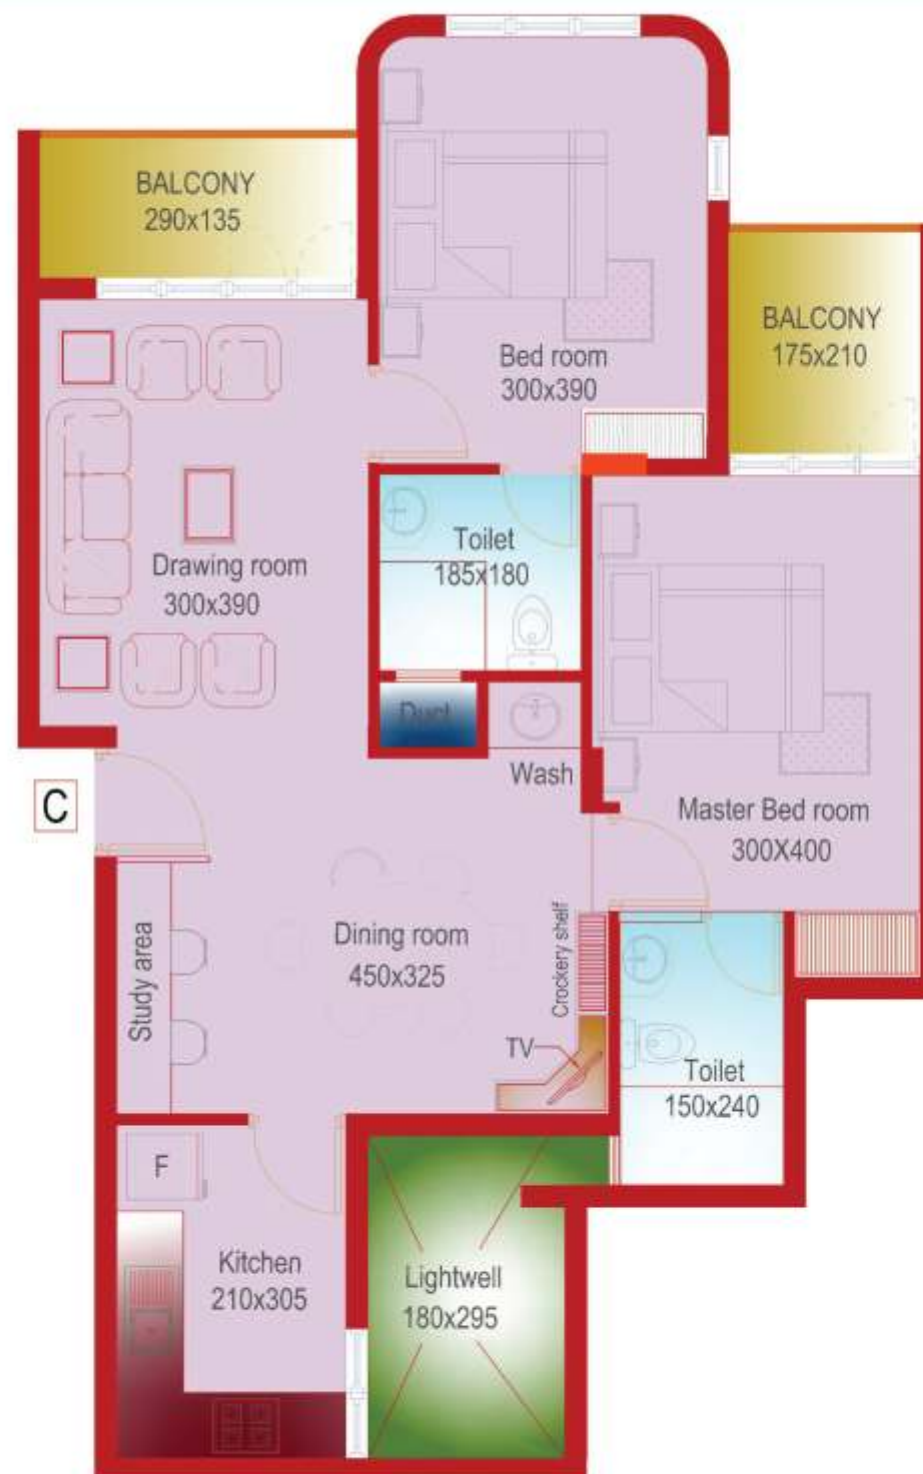 BALCONY
290x135
BALCONY
175x210
Bed room
300x390
Toilet
185x180
Drawing room
300x390
Duct
Wash
C
Master Bed room
300X400
Study area
Dining room
450x325
Crockery shelf
TV
Toilet
150x240
F
Kitchen
210x305
Lightwell
180x295